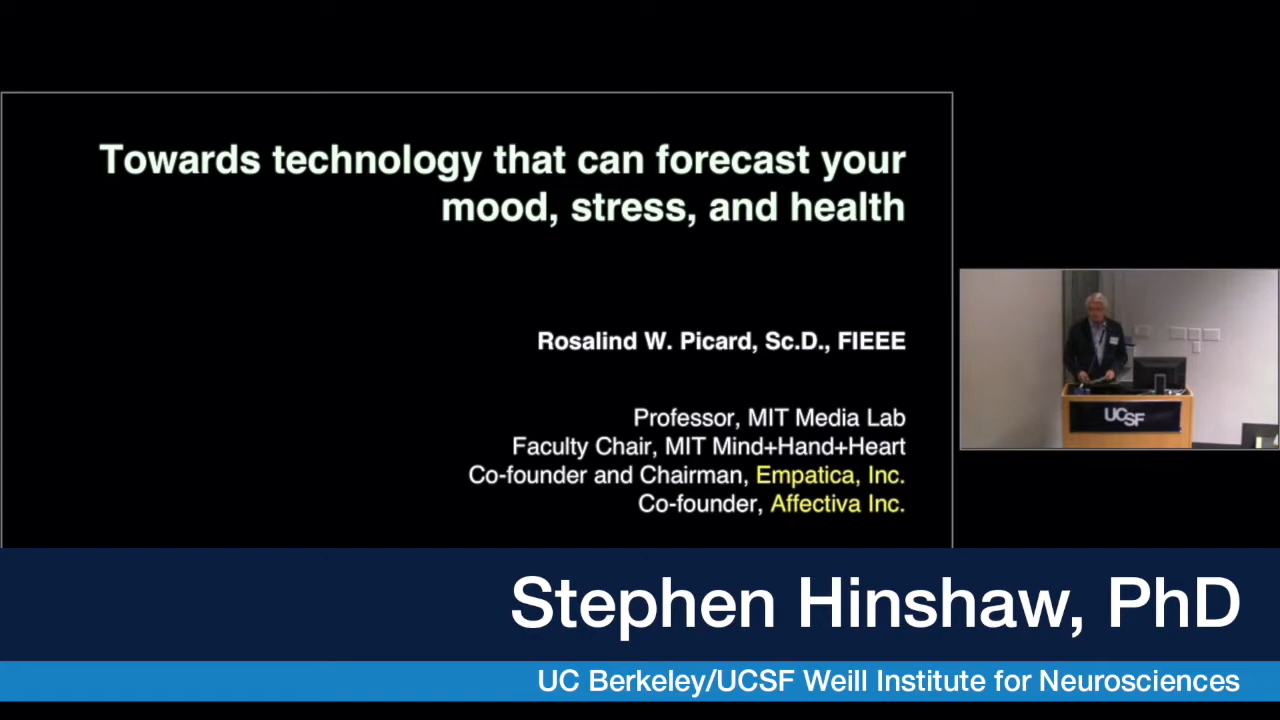 Towards technology that can forecast your
mood, stress, and health
Rosalind W. Picard, Sc.D., FIEEE
Professor, MIT Media Lab
Faculty Chair, MIT Mind+Hand+Heart
Co-founder and Chairman, Empatica, Inc.
Co-founder, Affectiva Inc.
UCSF
Stephen Hinshaw, PhD
UC Berkeley/UCSF Weill Institute for Neurosciences